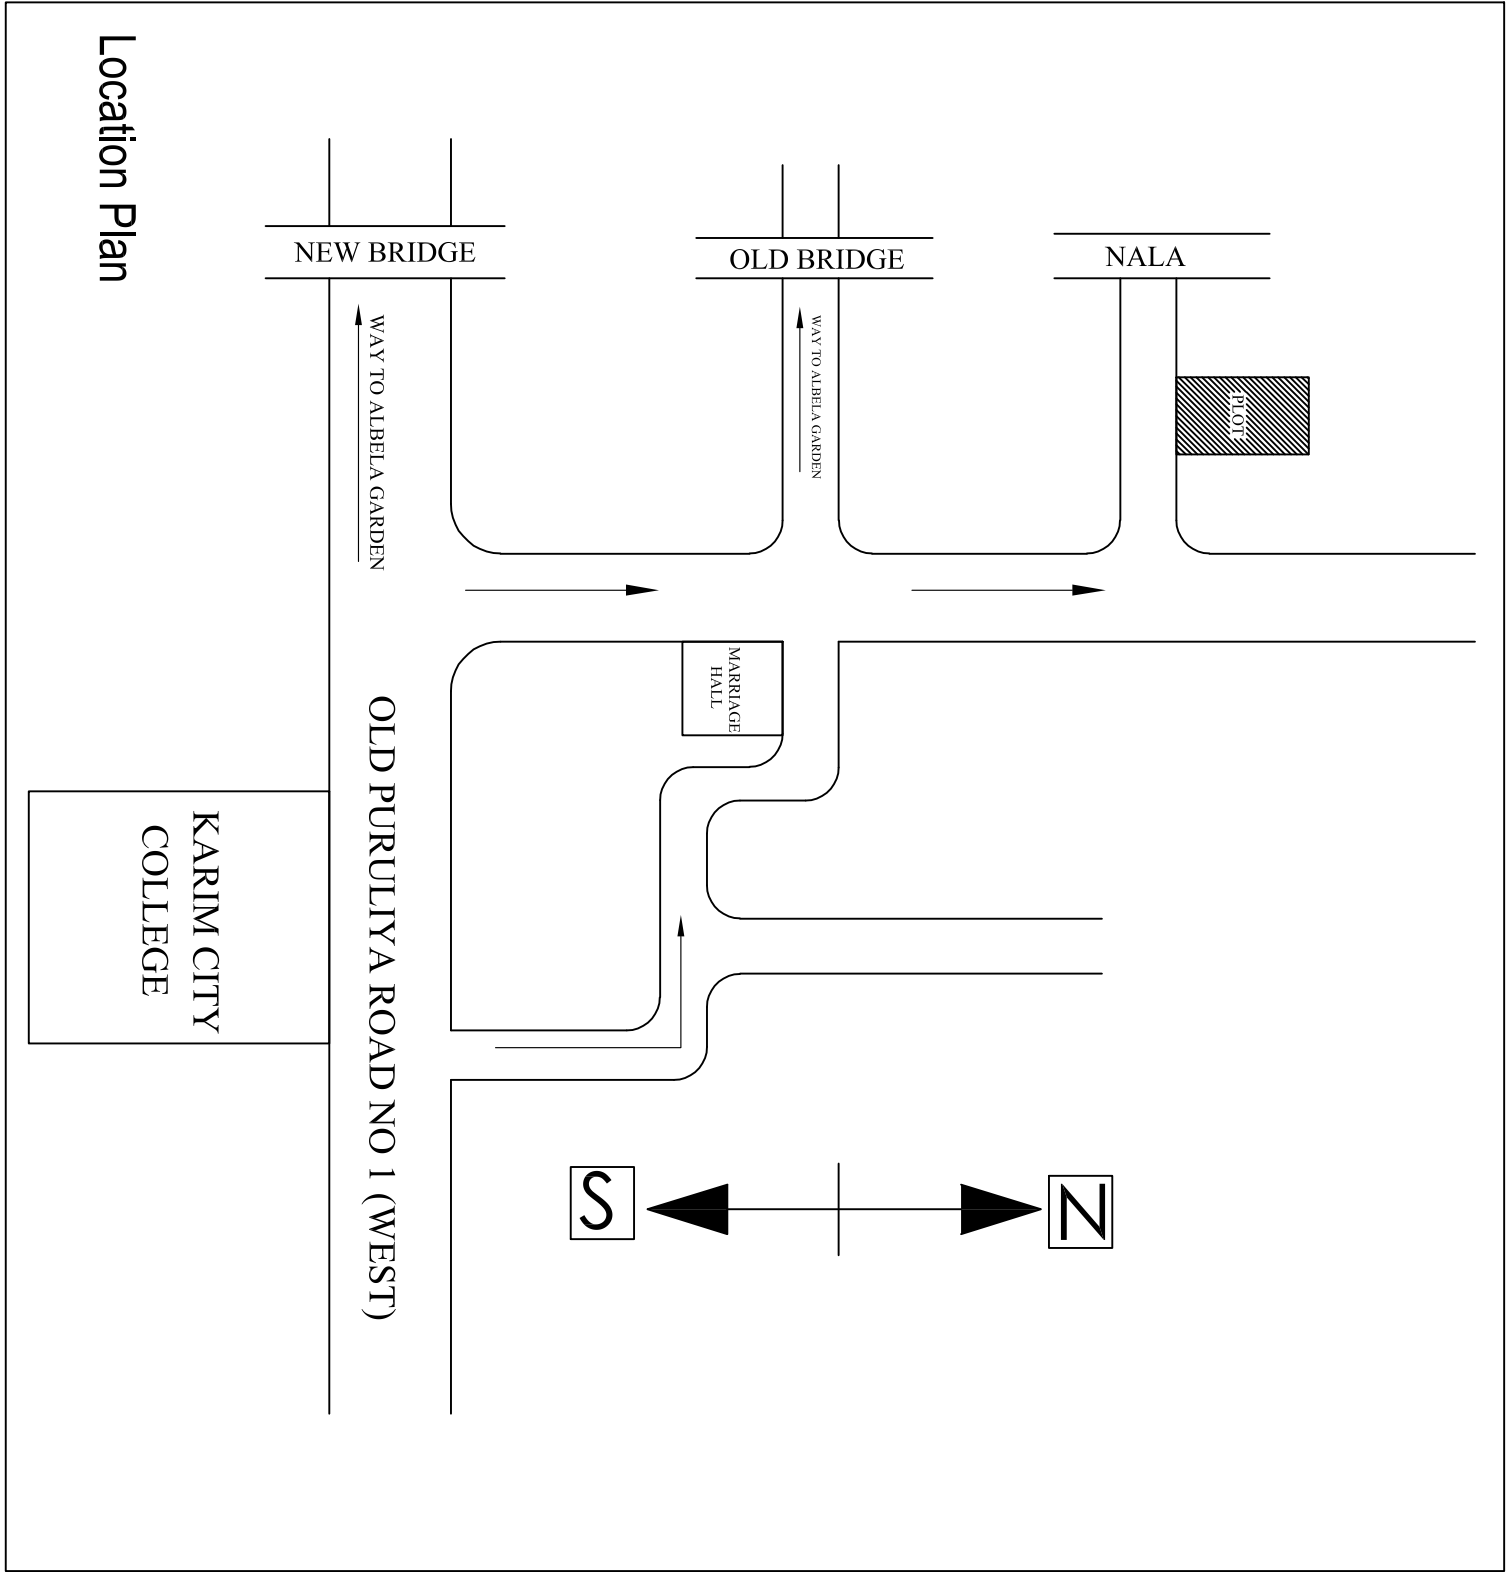 Location Plan
NEW BRIDGE
OLD BRIDGE
NALA
WAY TO ALBELA GARDEN
WAY TO ALBELA GARDEN
PLOT
MARRIAGE
HALL
OLD PURULIYA ROAD NO 1 (WEST)
KARIM CITY
COLLEGE
S
N